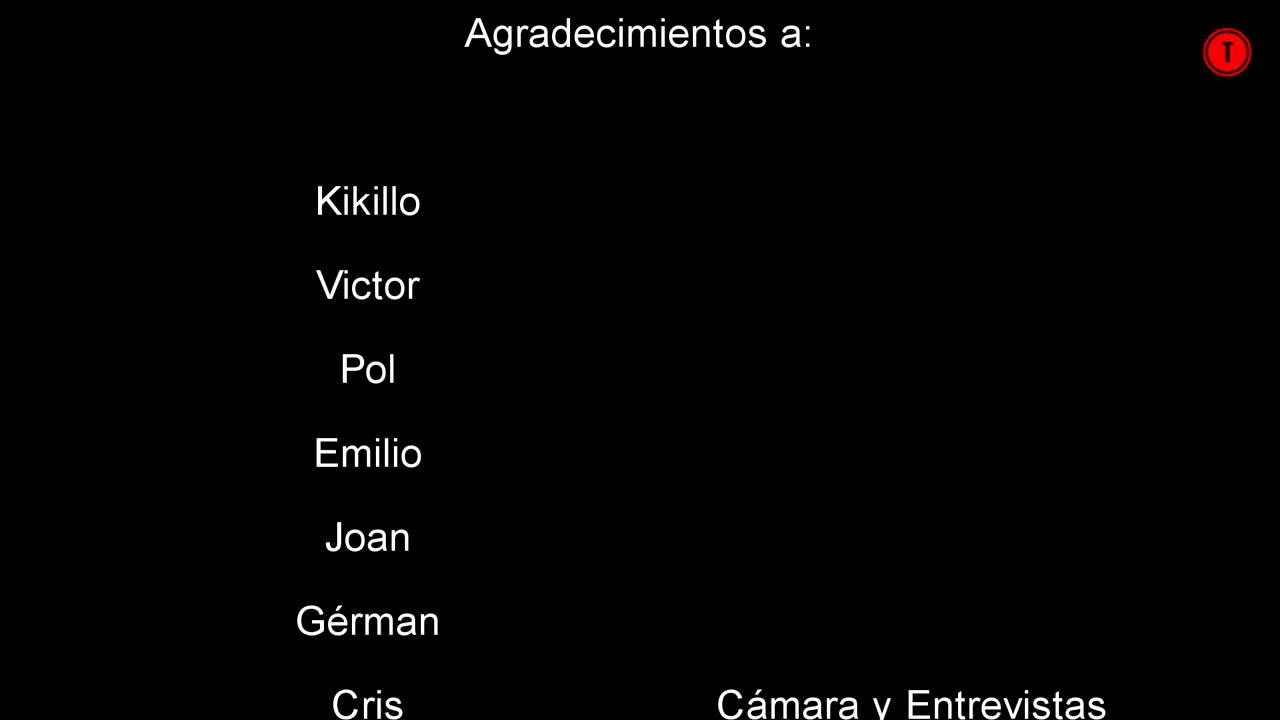 Agradecimientos a:
T
Kikillo
Victor
Pol
Emilio
Joan
Gérman
Cris Cámara y Entrevistas